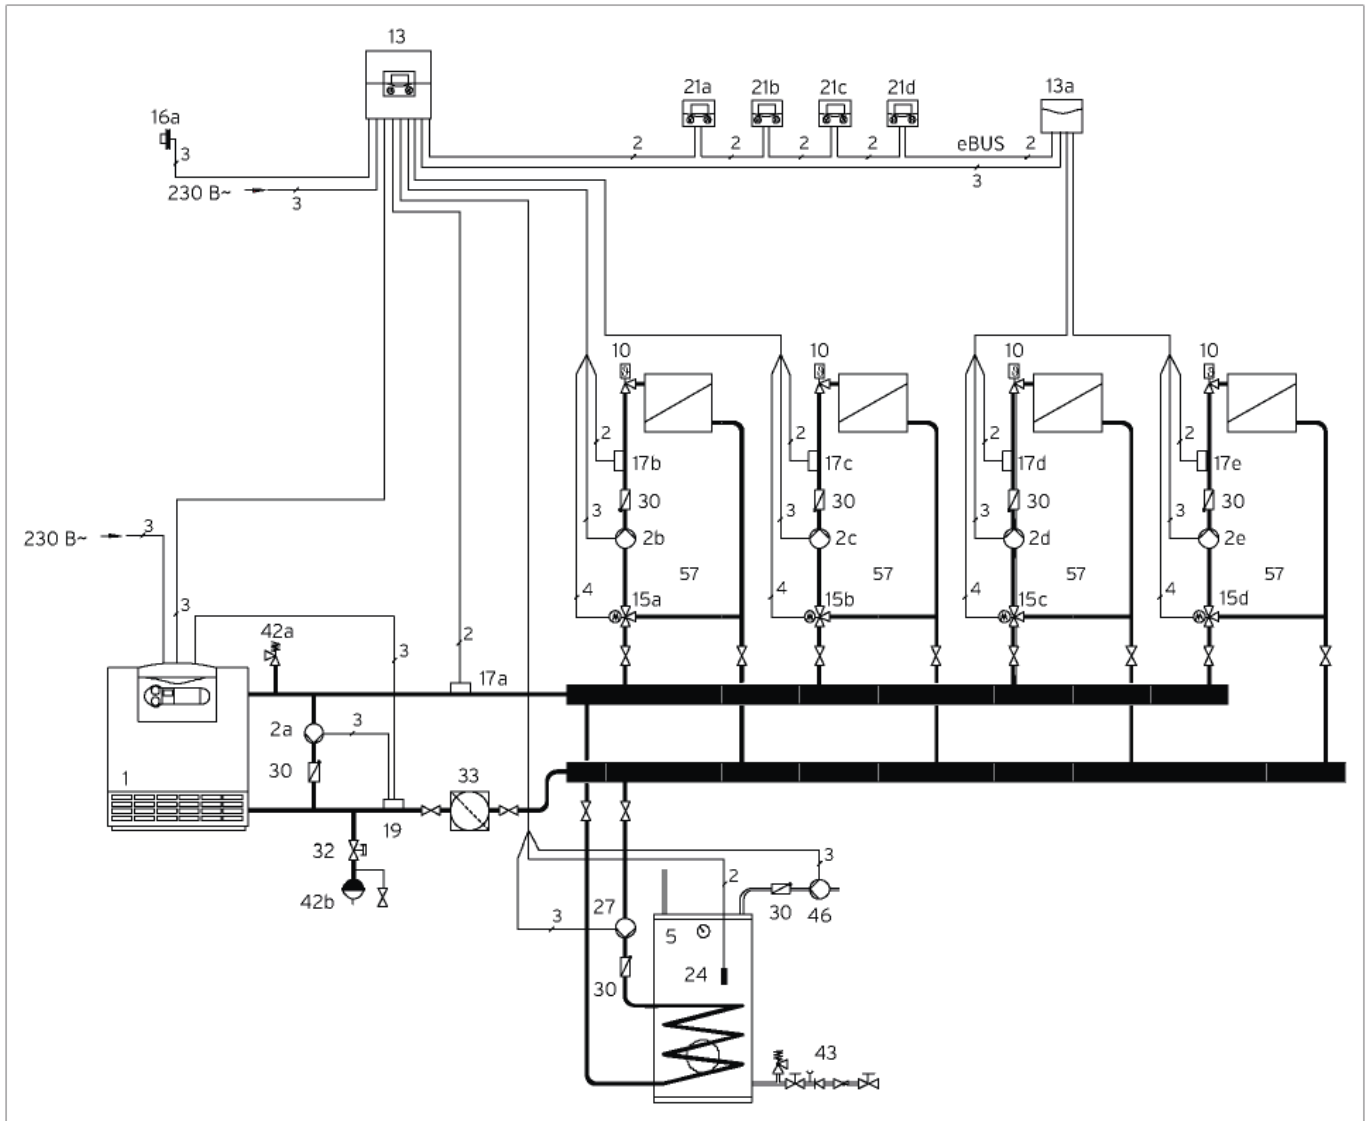 13
21a 21b 21c 21d 13a
16a
3 2 2 2 2 eBUS 2
230 В~ 3 3
10 10 10 10
2 2 2 2
17b 17c 17d 17e
30 30 30 30
3 3 3 3
230 В~ 3 2b 2c 2d 2e
57 57 57 57
4 4 4 4
3 15a 15b 15c 15d
42a 3 2
17a
2a 3
30 33
1
19
32 3
42b 2
27 30 46
3 5
24
30
43